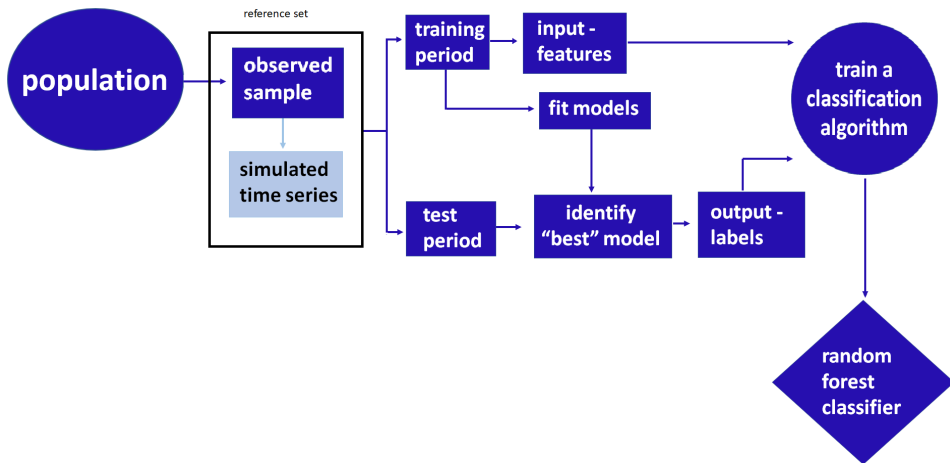 reference set
population
observed
sample
simulated
time series
training
period
input -
features
fit models
test
period
identify
“best” model
output -
labels
train a
classification
algorithm
random
forest
classifier